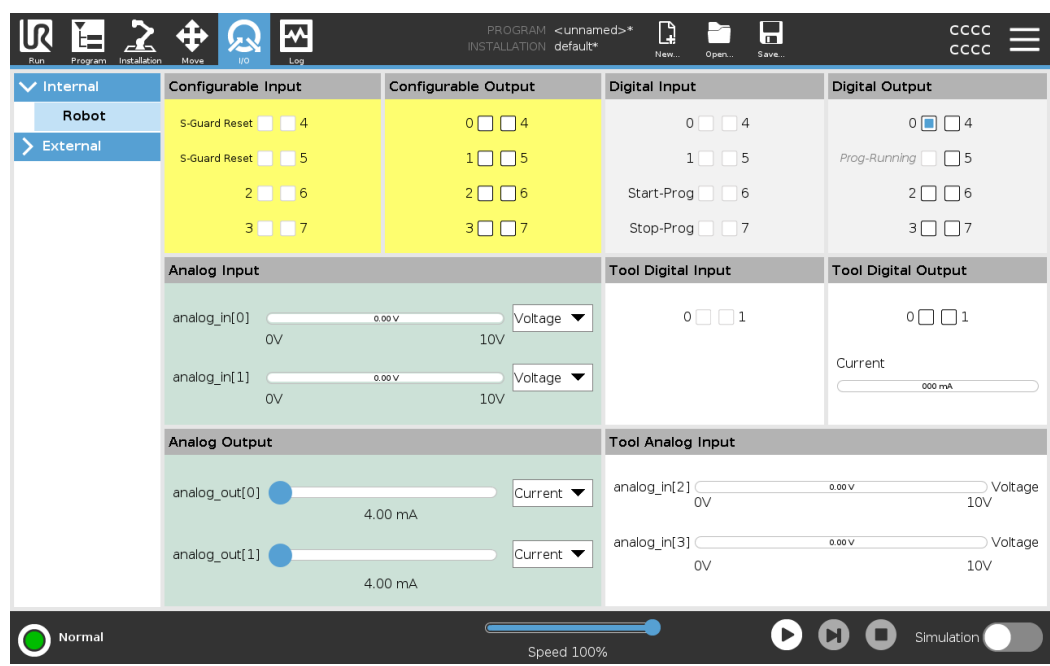 PROGRAM <unnamed>*
INSTALLATION default*
CCCC
CCCC
UR
Run
Program
Installation
Move
I/O
Log
New...
Open...
Save...
Internal
Robot
External
Configurable Input
S-Guard Reset 4
S-Guard Reset 5
2 6
3 7
Configurable Output
0 4
1 5
2 6
3 7
Digital Input
0 4
1 5
Start-Prog 6
Stop-Prog 7
Digital Output
0 4
Prog-Running 5
2 6
3 7
Analog Input
analog_in[0] 0.00 V Voltage
0V 10V
analog_in[1] 0.00 V Voltage
0V 10V
Tool Digital Input
0 1
Tool Digital Output
0 1
Current
000 mA
Analog Output
analog_out[0] Current
4.00 mA
analog_out[1] Current
4.00 mA
Tool Analog Input
analog_in[2] 0.00 V Voltage
0V 10V
analog_in[3] 0.00 V Voltage
0V 10V
Normal
Speed 100%
Simulation